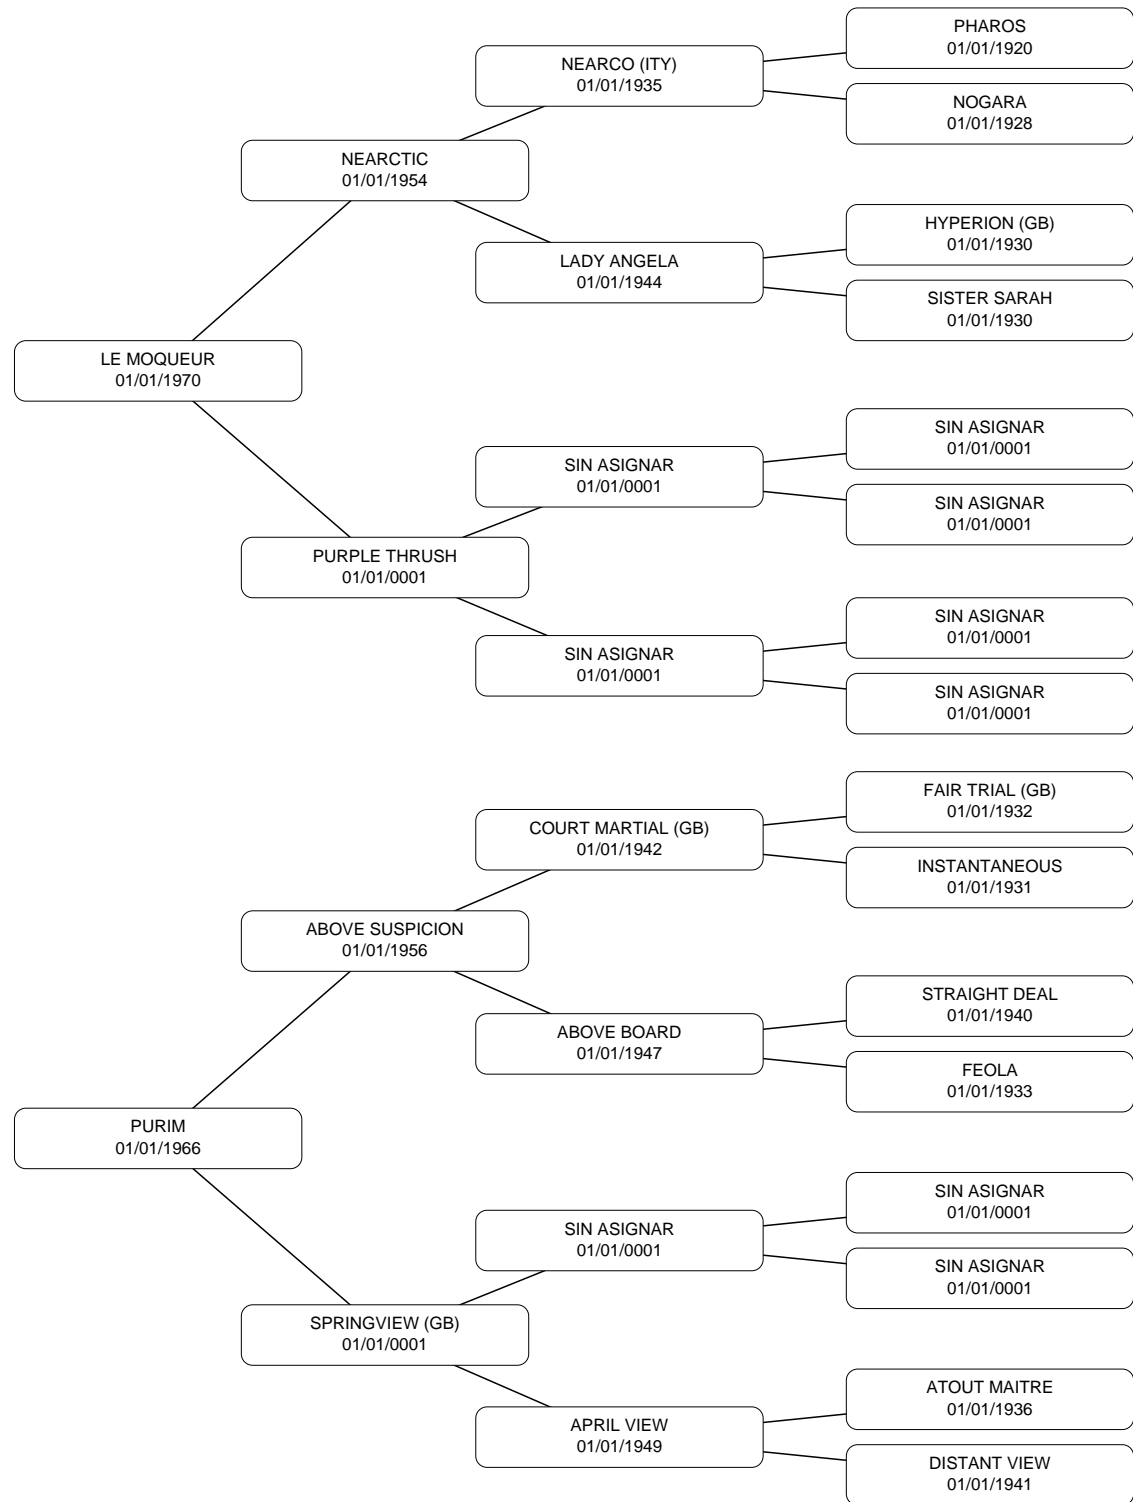 PHAROS
01/01/1920
NEARCO (ITY)
01/01/1935
NOGARA
01/01/1928
NEARCTIC
01/01/1954
HYPERION (GB)
01/01/1930
LADY ANGELA
01/01/1944
SISTER SARAH
01/01/1930
LE MOQUEUR
01/01/1970
SIN ASIGNAR
01/01/0001
SIN ASIGNAR
01/01/0001
SIN ASIGNAR
01/01/0001
PURPLE THRUSH
01/01/0001
SIN ASIGNAR
01/01/0001
SIN ASIGNAR
01/01/0001
SIN ASIGNAR
01/01/0001
FAIR TRIAL (GB)
01/01/1932
COURT MARTIAL (GB)
01/01/1942
INSTANTANEOUS
01/01/1931
ABOVE SUSPICION
01/01/1956
STRAIGHT DEAL
01/01/1940
ABOVE BOARD
01/01/1947
FEOLA
01/01/1933
PURIM
01/01/1966
SIN ASIGNAR
01/01/0001
SIN ASIGNAR
01/01/0001
SIN ASIGNAR
01/01/0001
SPRINGVIEW (GB)
01/01/0001
ATOUT MAITRE
01/01/1936
APRIL VIEW
01/01/1949
DISTANT VIEW
01/01/1941